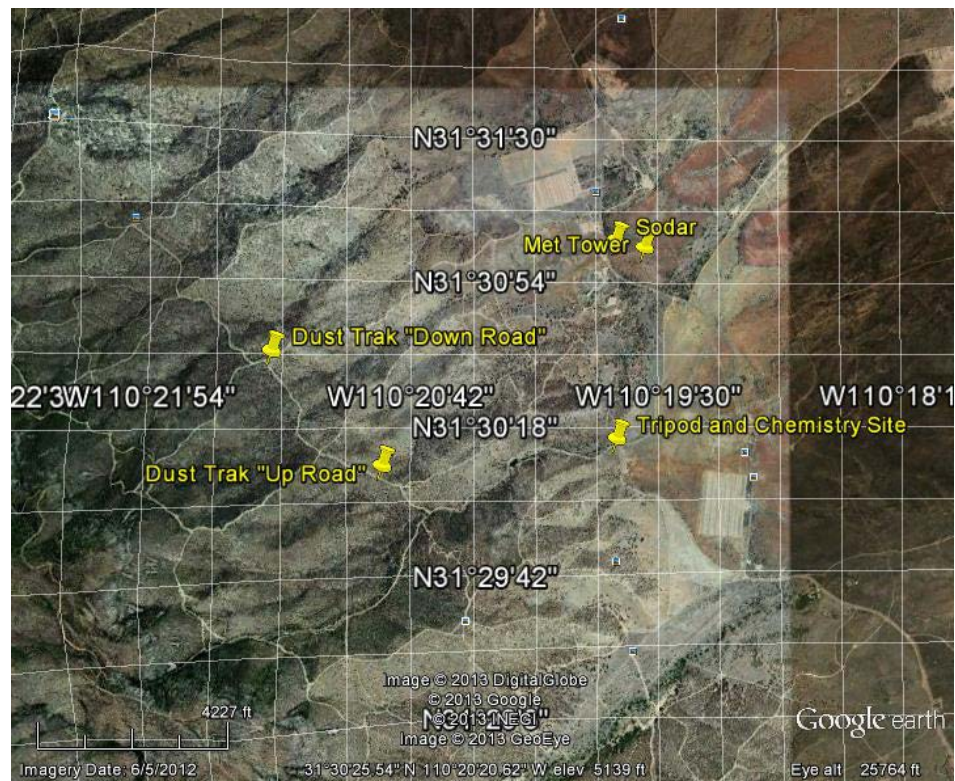 N31°31'30"
Sodar
Met Tower
N31°30'54"
Dust Trak "Down Road"
W110°21'54"
W110°20'42"
W110°19'30"
N31°30'18"
Tripod and Chemistry Site
Dust Trak "Up Road"
N31°29'42"
Image © 2013 DigitalGlobe
© 2013 Google
© 2013 INEGI
Image © 2013 GeoEye
4227 ft
Google earth
Imagery Date: 6/5/2012
31°30'25.54" N 110°20'20.62" W elev 5139 ft
Eye alt 25764 ft